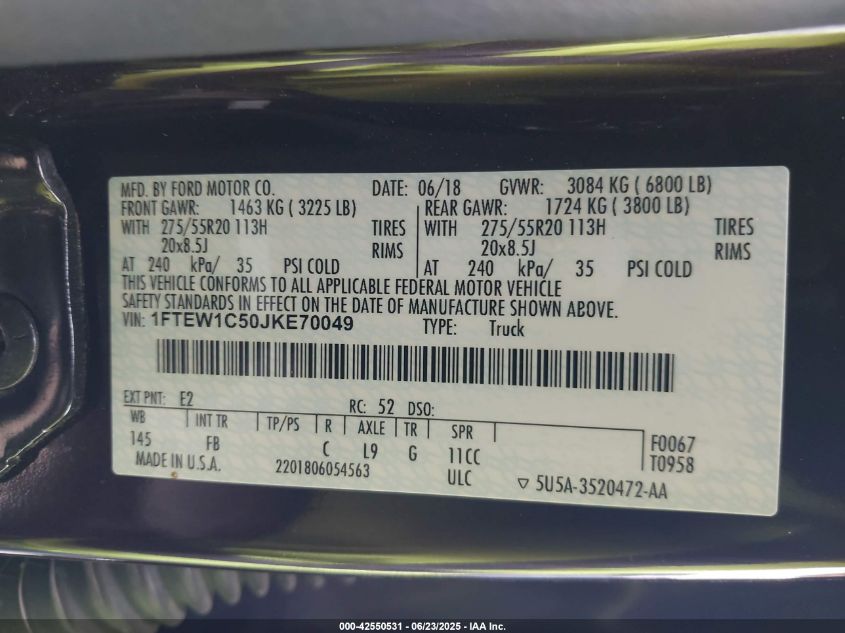 MFD. BY FORD MOTOR CO. DATE: 06/18 GVWR: 3084 KG ( 6800 LB)
FRONT GAWR: 1463 KG ( 3225 LB) REAR GAWR: 1724 KG ( 3800 LB)
WITH 275/55R20 113H TIRES WITH 275/55R20 113H TIRES
20x8.5J RIMS 20x8.5J RIMS
AT 240 kPa/ 35 PSI COLD AT 240 kPa/ 35 PSI COLD
THIS VEHICLE CONFORMS TO ALL APPLICABLE FEDERAL MOTOR VEHICLE
SAFETY STANDARDS IN EFFECT ON THE DATE OF MANUFACTURE SHOWN ABOVE.
VIN: 1FTEW1C50JKE70049 TYPE: Truck
EXT PNT: E2 RC: 52 DSO:
WB INT TR TP/PS R AXLE TR SPR
145 FB C L9 G 11CC F0067
T0958
MADE IN U.S.A. 2201806054563 ULC ▽ 5U5A-3520472-AA
000-42550531 - 06/23/2025 - IAA Inc.